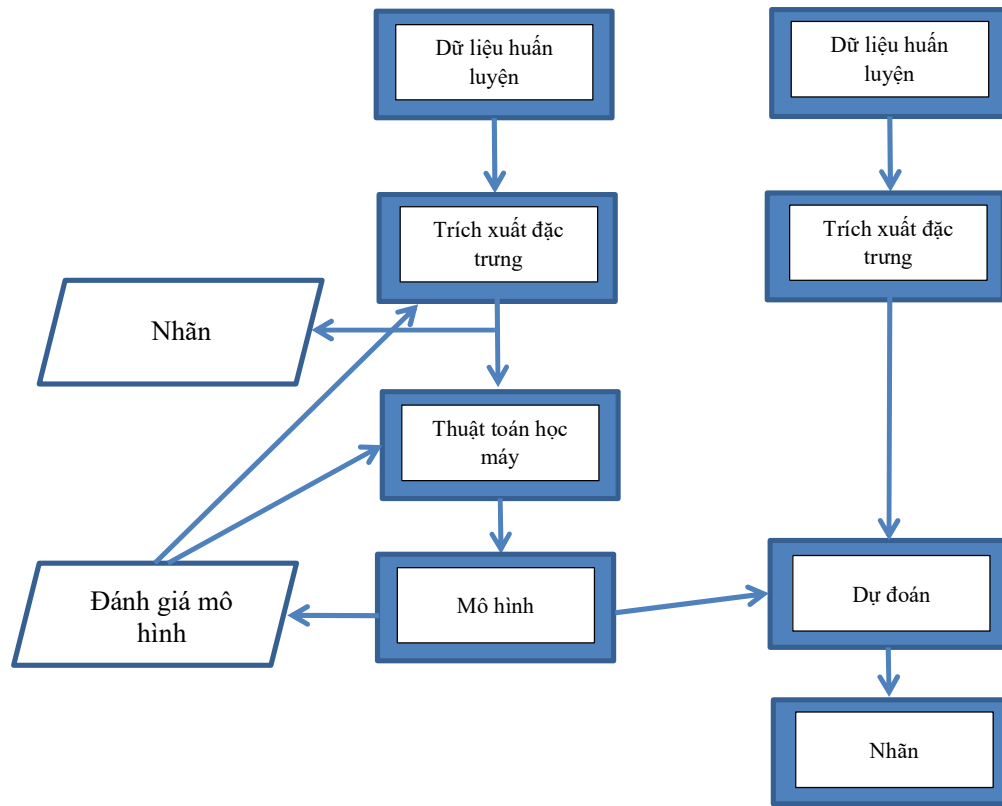 Dữ liệu huấn
luyện
Dữ liệu huấn
luyện
Trích xuất đặc
trưng
Trích xuất đặc
trưng
Nhãn
Thuật toán học
máy
Đánh giá mô
hình
Mô hình
Dự đoán
Nhãn